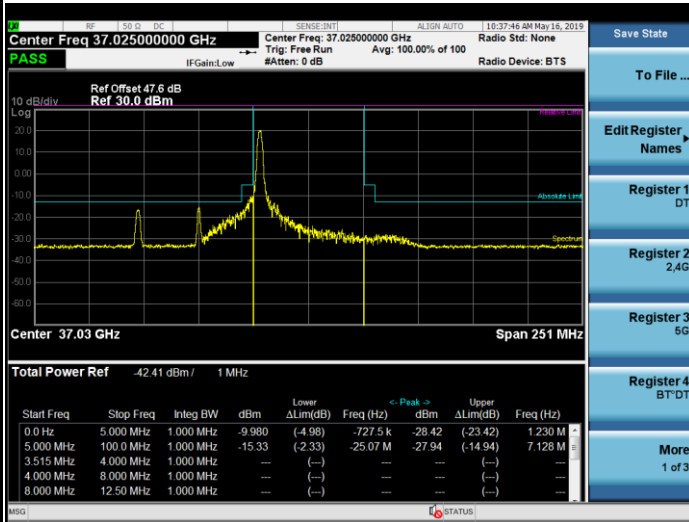 RF 50 Ω DC SENSE:INT ALIGN AUTO 10:37:46 AM May 16, 2019
Center Freq 37.025000000 GHz
Center Freq: 37.025000000 GHz
Radio Std: None
PASS
IFGain:Low
Trig: Free Run
Avg: 100.00% of 100
#Atten: 0 dB
Radio Device: BTS
Ref Offset 47.6 dB
10 dB/div Ref 30.0 dBm
Log
Relative Limit
20.0
10.0
0.00
-10.0
Absolute Limit
-20.0
-30.0
Spectrum
-40.0
-50.0
-60.0
Center 37.03 GHz Span 251 MHz
Total Power Ref -42.41 dBm / 1 MHz
Lower <- Peak -> Upper
Start Freq Stop Freq Integ BW dBm ΔLim(dB) Freq (Hz) dBm ΔLim(dB) Freq (Hz)
0.0 Hz 5.000 MHz 1.000 MHz -9.980 (-4.98) -727.5 k -28.42 (-23.42) 1.230 M
5.000 MHz 100.0 MHz 1.000 MHz -15.33 (-2.33) -25.07 M -27.94 (-14.94) 7.128 M
3.515 MHz 4.000 MHz 1.000 MHz --- (---) --- --- (---) ---
4.000 MHz 8.000 MHz 1.000 MHz --- (---) --- --- (---) ---
8.000 MHz 12.50 MHz 1.000 MHz --- (---) --- --- (---) ---
MSG STATUS
Save State
To File ...
Edit Register
Names
Register 1
DT
Register 2
2,4G
Register 3
5G
Register 4
BT°DT
More
1 of 3